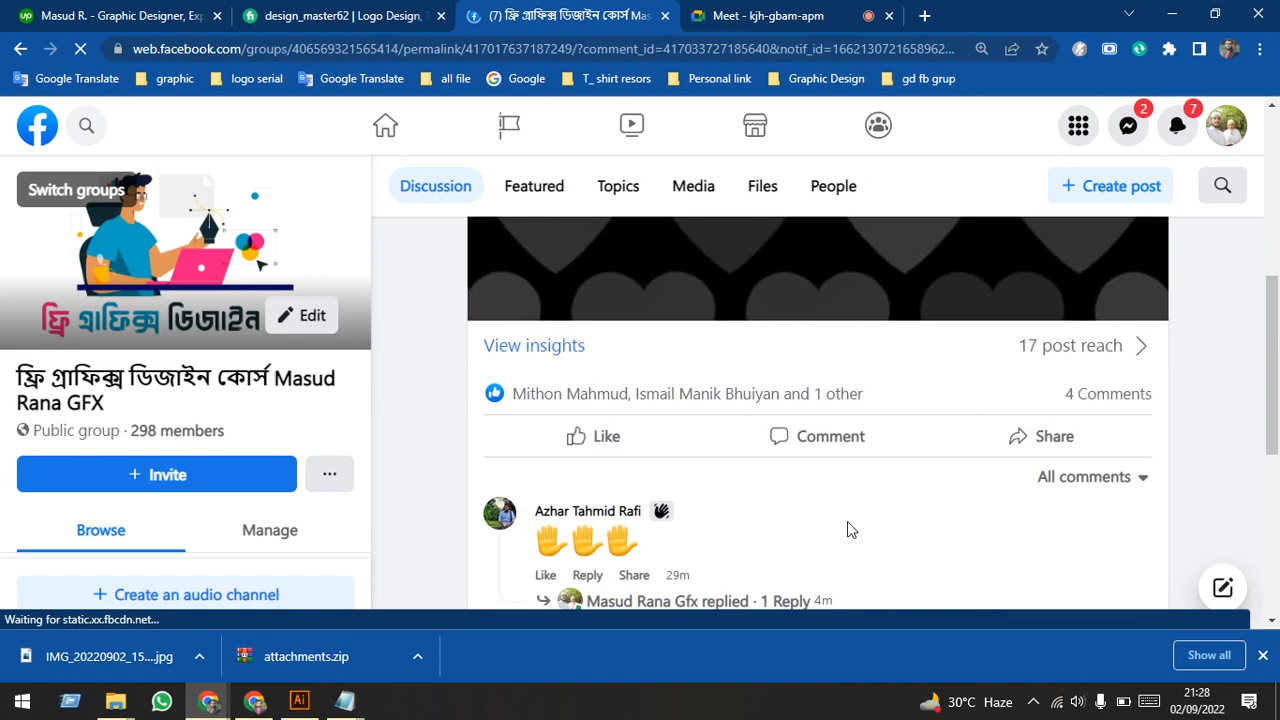 Masud R. - Graphic Designer, Exp
design_master62 | Logo Design, T
(7) ফ্রি গ্রাফিক্স ডিজাইন কোর্স Mas
Meet - kjh-gbam-apm
web.facebook.com/groups/406569321565414/permalink/417017637187249/?comment_id=417033727185640&notif_id=1662130721658962...
Google Translate
graphic
logo serial
Google Translate
all file
Google
T_ shirt resors
Personal link
Graphic Design
gd fb grup
2
7
Switch groups
Discussion
Featured
Topics
Media
Files
People
+ Create post
ফ্রি গ্রাফিক্স ডিজাইন
Edit
View insights
17 post reach
ফ্রি গ্রাফিক্স ডিজাইন কোর্স Masud
Rana GFX
Public group · 298 members
Mithon Mahmud, Ismail Manik Bhuiyan and 1 other
4 Comments
Like
Comment
Share
+ Invite
...
All comments
Browse
Manage
Azhar Tahmid Rafi
Like Reply Share 29m
+ Create an audio channel
Masud Rana Gfx replied · 1 Reply 4m
Waiting for static.xx.fbcdn.net...
IMG_20220902_15....jpg
attachments.zip
Show all
Ai
30°C Haze
21:28
02/09/2022